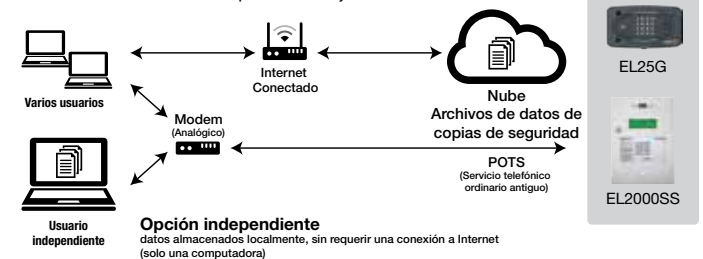 Internet
Conectado
Varios usuarios
Modem
(Analógico)
Nube
Archivos de datos de
copias de seguridad
POTS
(Servicio telefónico
ordinario antiguo)
EL25G
EL2000SS
Usuario
independiente
Opción independiente
datos almacenados localmente, sin requerir una conexión a Internet
(solo una computadora)